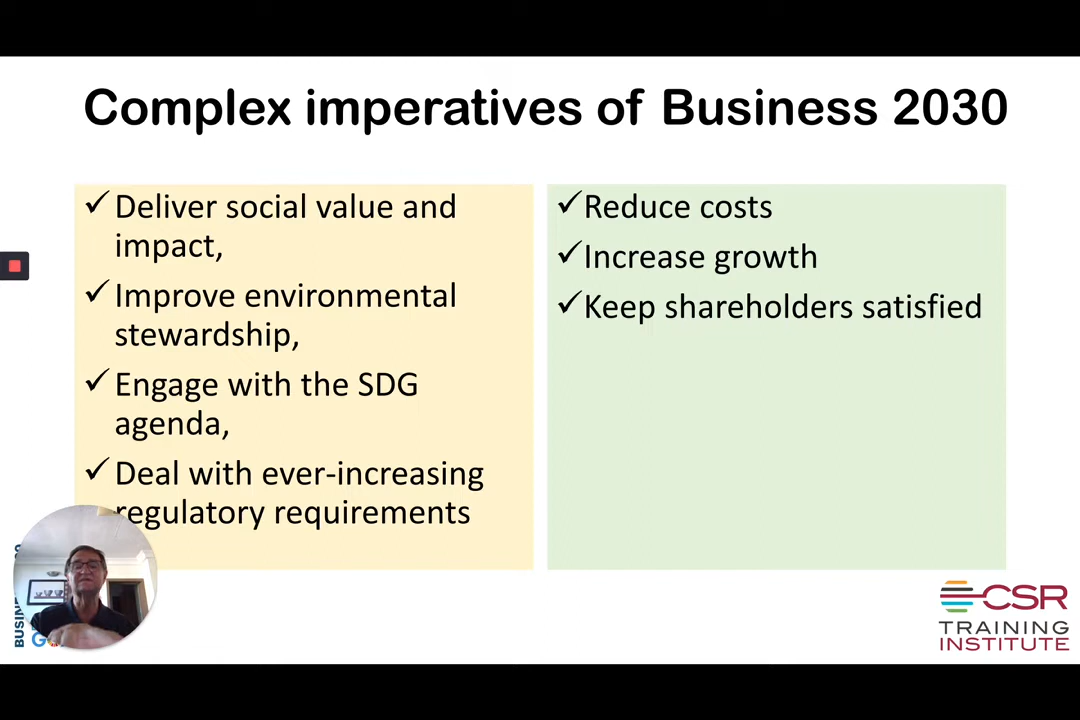 Complex imperatives of Business 2030
✓ Deliver social value and
impact,
✓ Improve environmental
stewardship,
✓ Engage with the SDG
agenda,
✓ Deal with ever-increasing
regulatory requirements
✓ Reduce costs
✓ Increase growth
✓ Keep shareholders satisfied
CSR
TRAINING
INSTITUTE